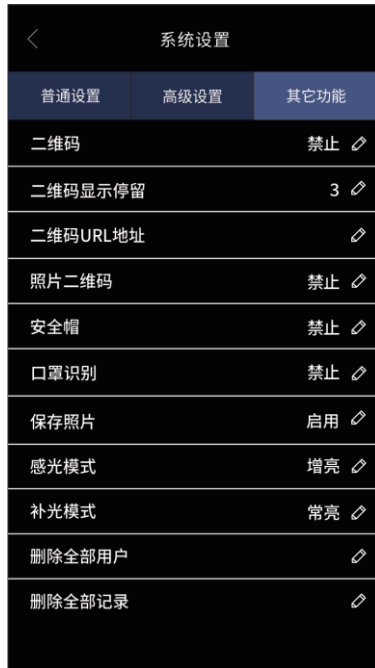 系统设置
普通设置 高级设置 其它功能
二维码 禁止
二维码显示停留 3
二维码URL地址
照片二维码 禁止
安全帽 禁止
口罩识别 禁止
保存照片 启用
感光模式 增亮
补光模式 常亮
删除全部用户
删除全部记录